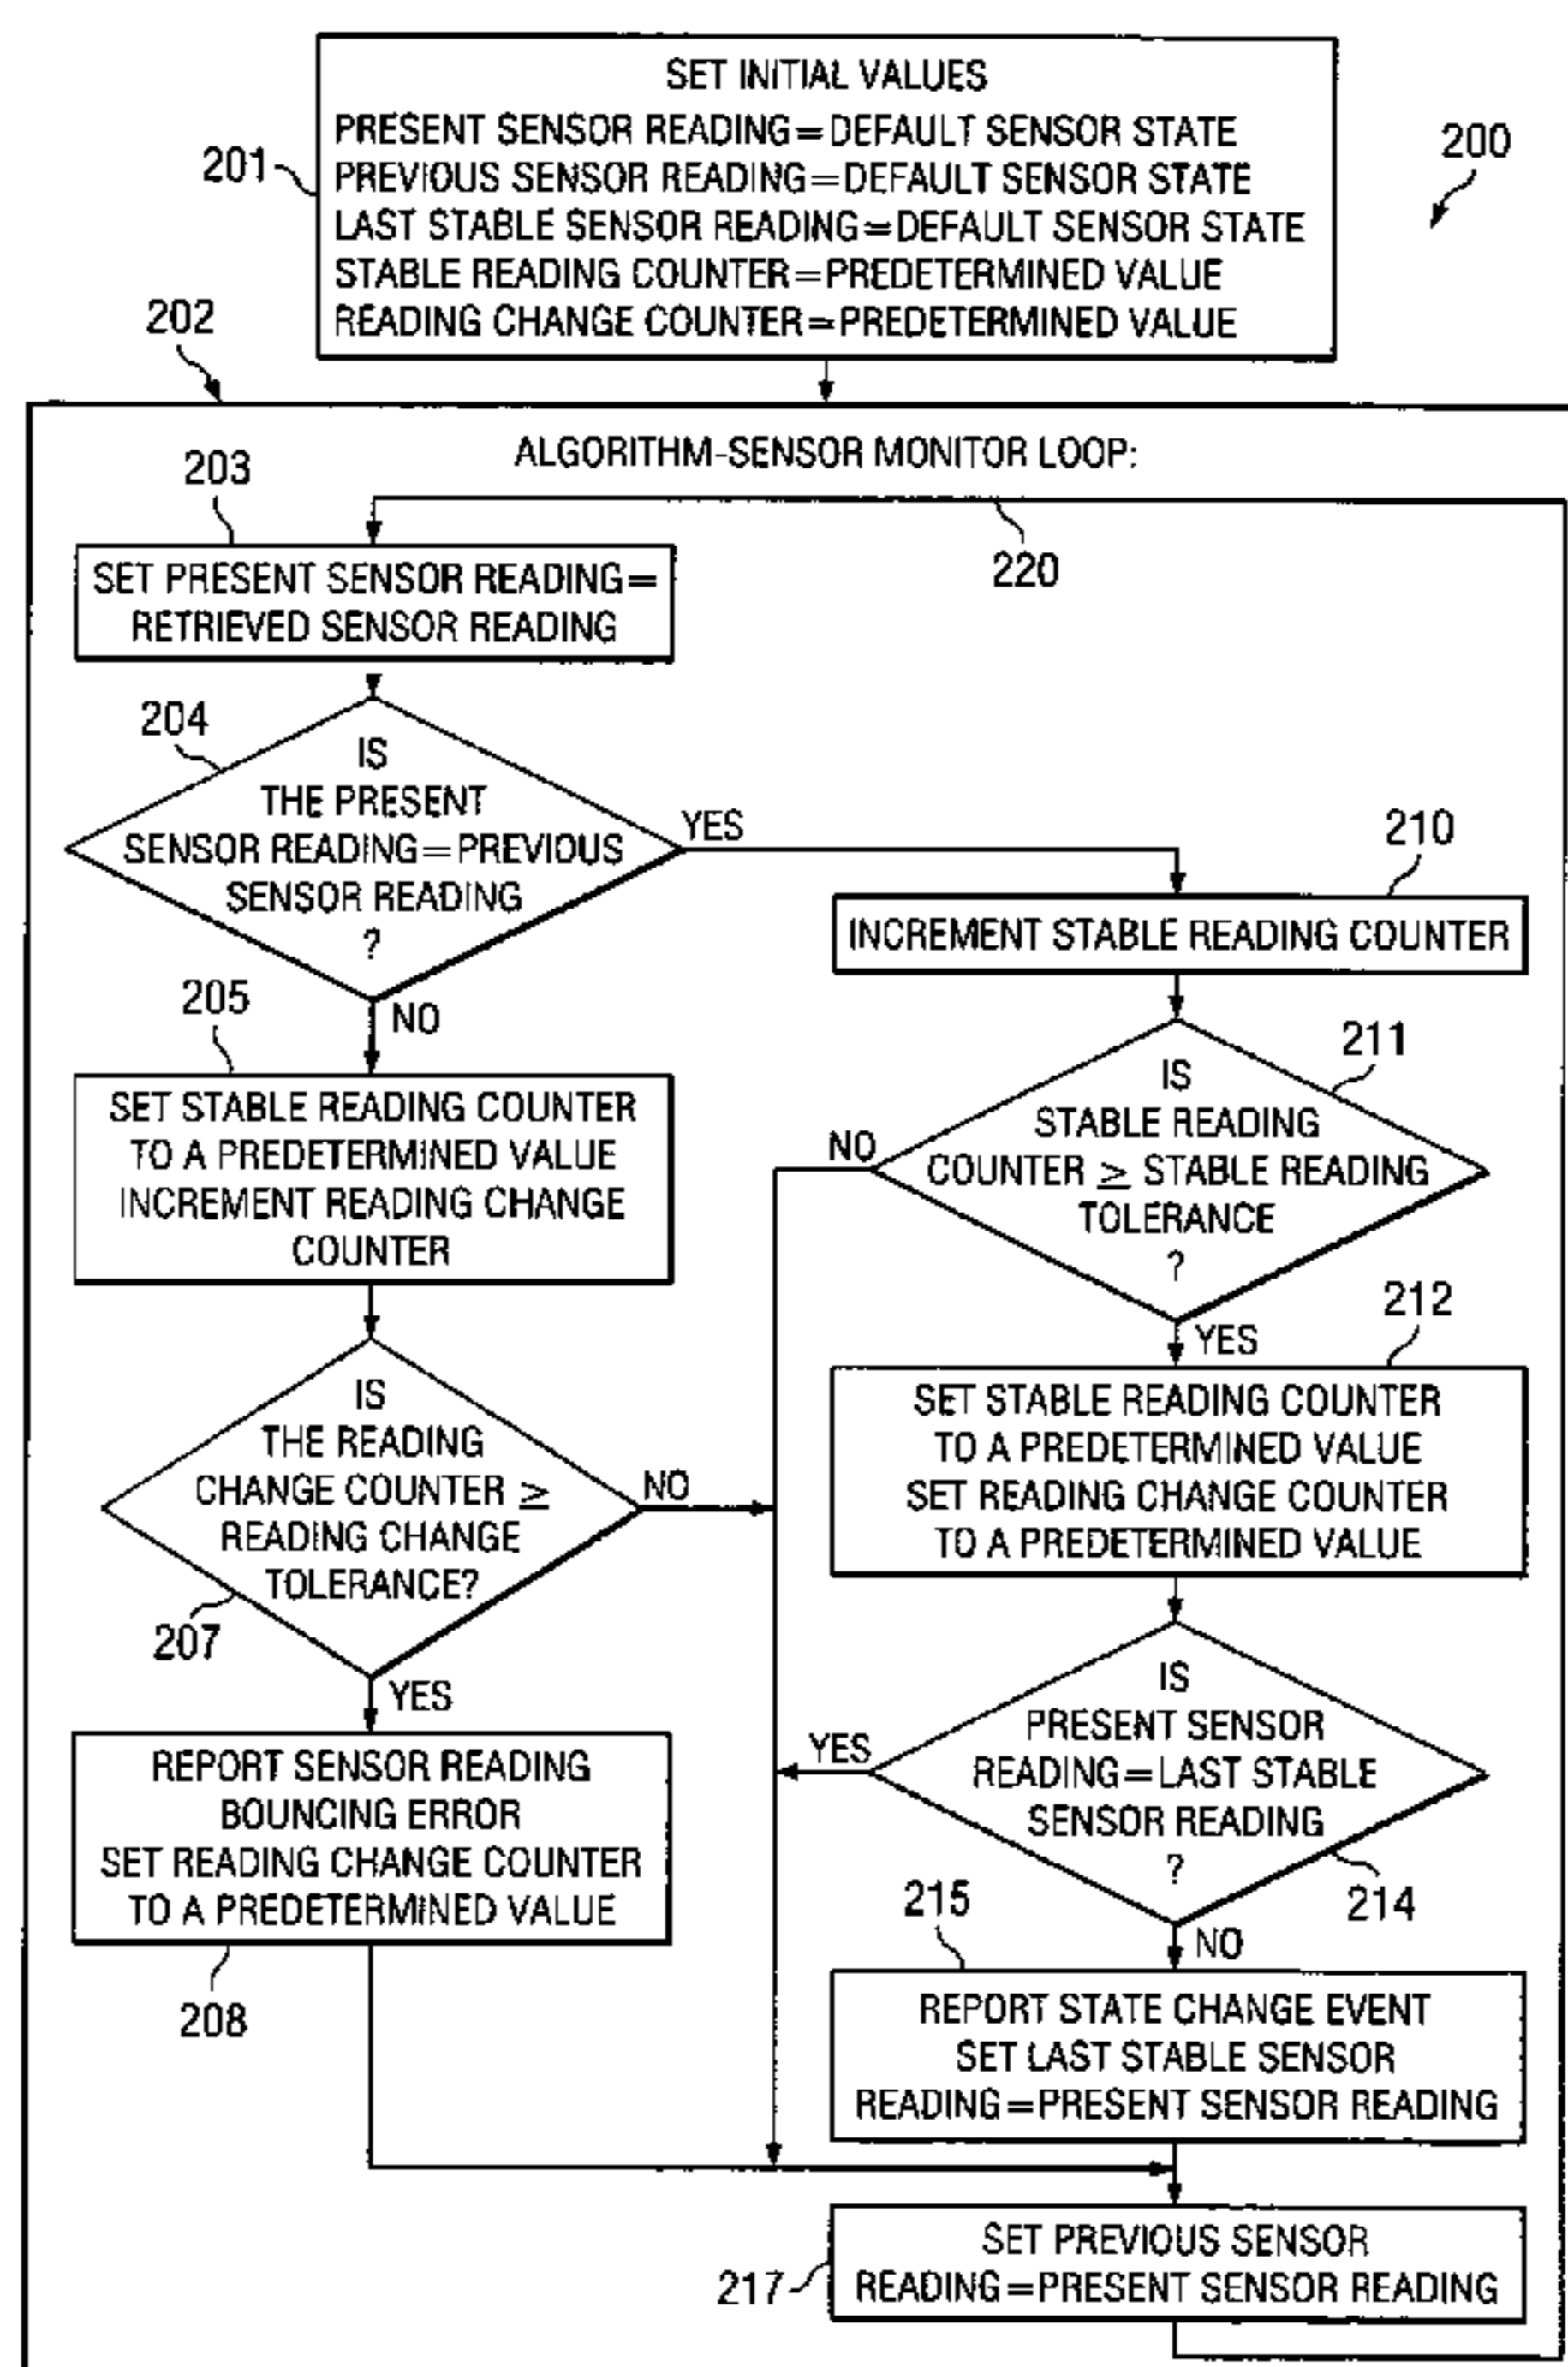 SET INITIAL VALUES
PRESENT SENSOR READING=DEFAULT SENSOR STATE
PREVIOUS SENSOR READING=DEFAULT SENSOR STATE
LAST STABLE SENSOR READING=DEFAULT SENSOR STATE
STABLE READING COUNTER=PREDETERMINED VALUE
READING CHANGE COUNTER=PREDETERMINED VALUE
201
200
202
ALGORITHM-SENSOR MONITOR LOOP:
203
220
SET PRESENT SENSOR READING=
RETRIEVED SENSOR READING
204
IS
THE PRESENT
SENSOR READING=PREVIOUS
SENSOR READING
?
YES
NO
210
INCREMENT STABLE READING COUNTER
205
SET STABLE READING COUNTER
TO A PREDETERMINED VALUE
INCREMENT READING CHANGE
COUNTER
211
IS
STABLE READING
COUNTER ≥ STABLE READING
TOLERANCE
?
NO
YES
212
SET STABLE READING COUNTER
TO A PREDETERMINED VALUE
SET READING CHANGE COUNTER
TO A PREDETERMINED VALUE
IS
THE READING
CHANGE COUNTER ≥
READING CHANGE
TOLERANCE?
NO
207
YES
REPORT SENSOR READING
BOUNCING ERROR
SET READING CHANGE COUNTER
TO A PREDETERMINED VALUE
208
IS
PRESENT SENSOR
READING=LAST STABLE
SENSOR READING
?
YES
214
NO
215
REPORT STATE CHANGE EVENT
SET LAST STABLE SENSOR
READING=PRESENT SENSOR READING
217
SET PREVIOUS SENSOR
READING=PRESENT SENSOR READING